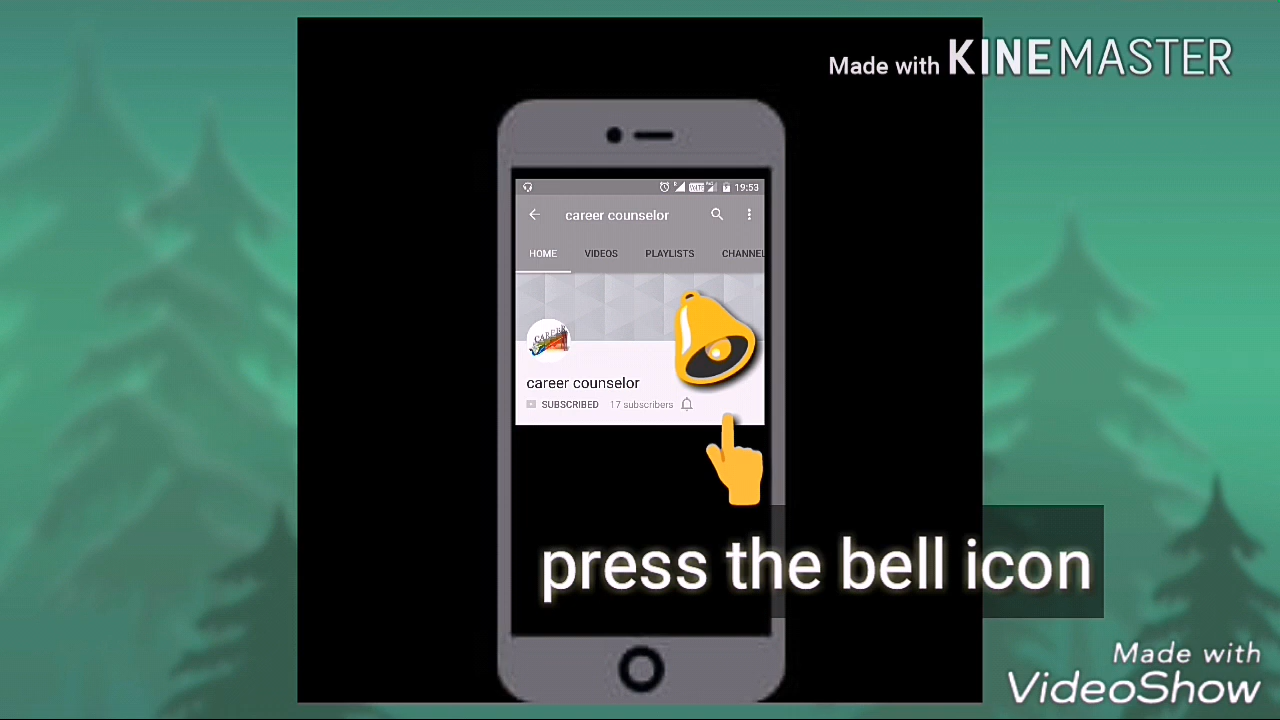 Made with KINEMASTER
19:53
career counselor
HOME VIDEOS PLAYLISTS CHANNEL
CAREER
career counselor
SUBSCRIBED 17 subscribers
press the bell icon
Made with
VideoShow